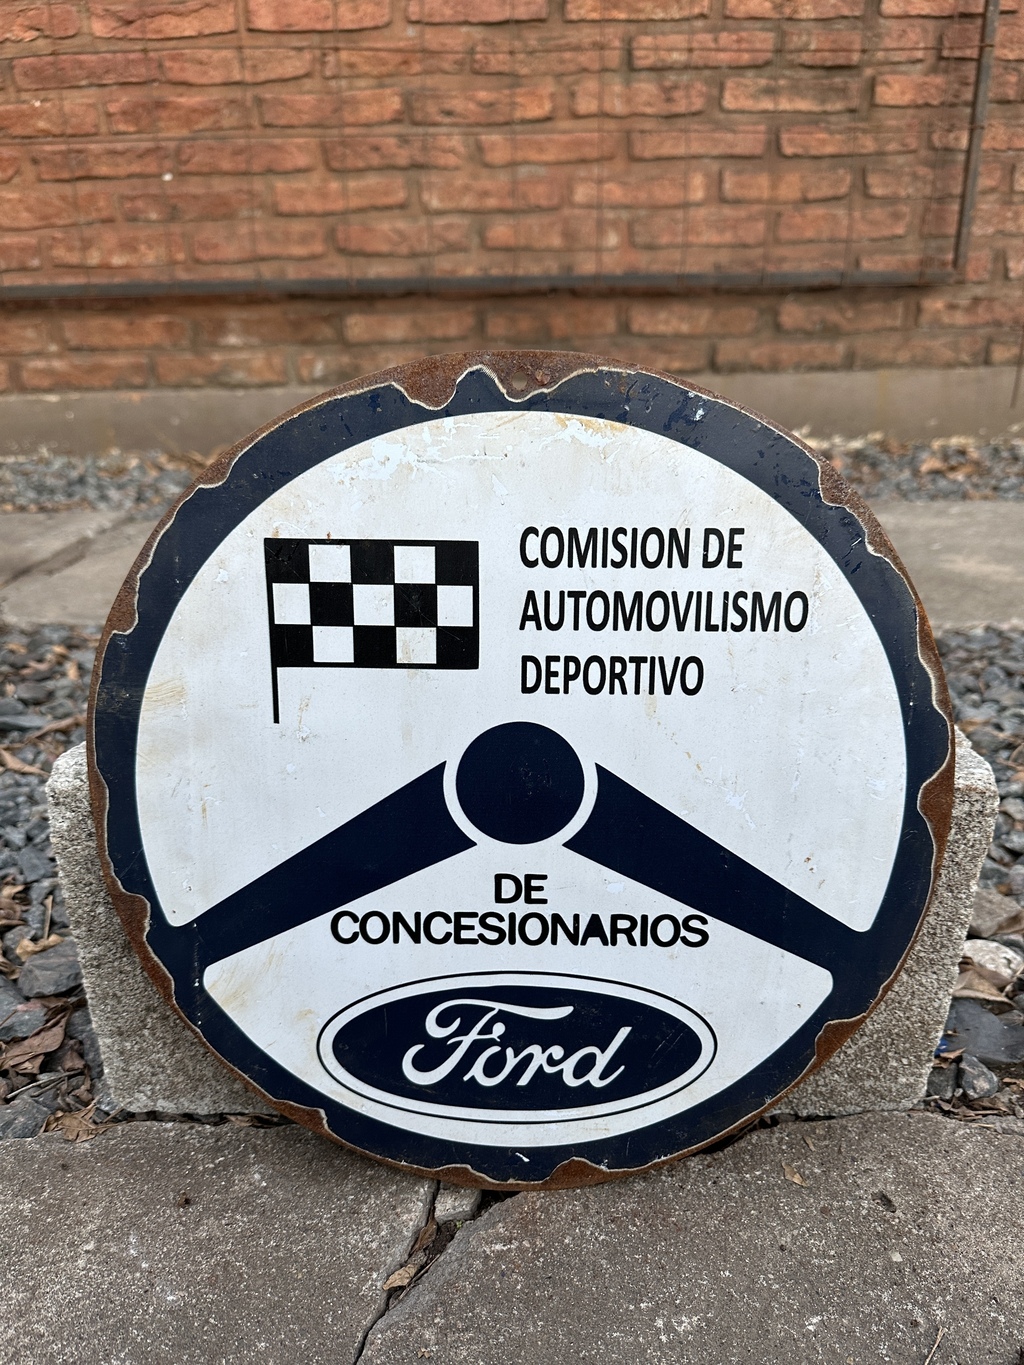 COMISION DE
AUTOMOVILISMO
DEPORTIVO
DE
CONCESIONARIOS
Ford